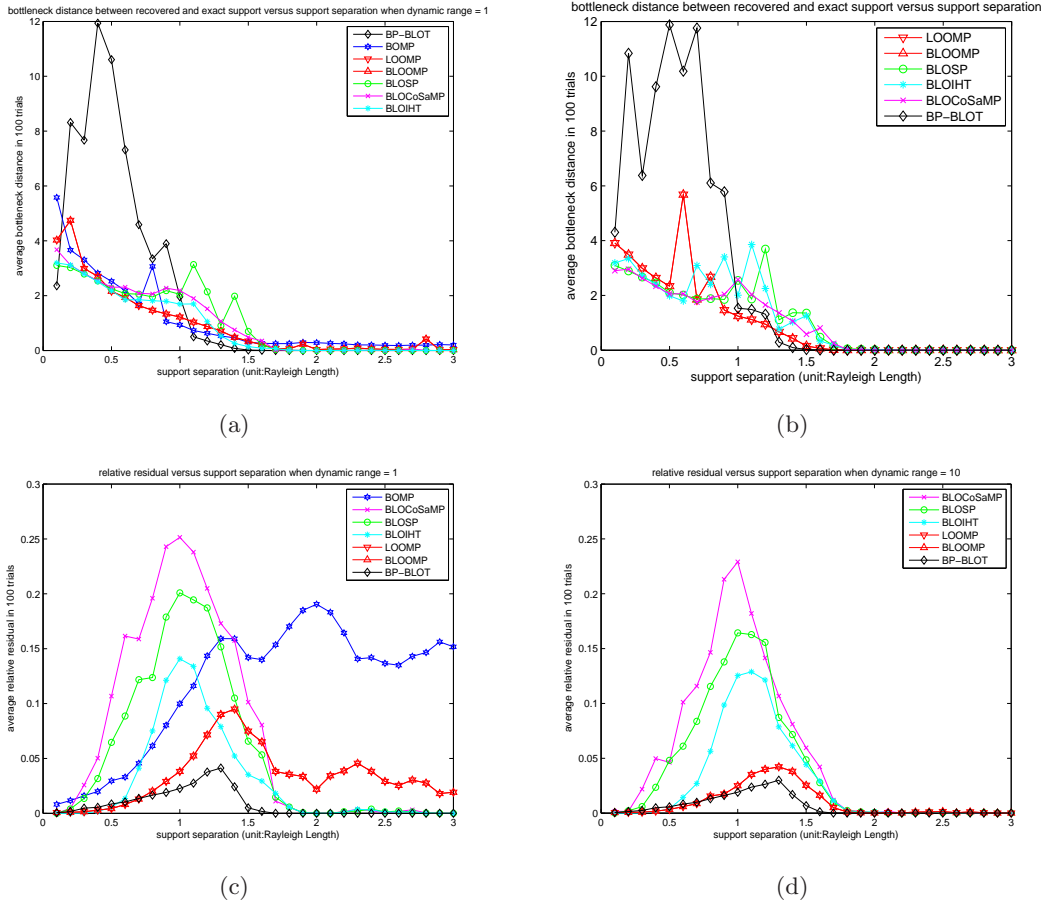 bottleneck distance between recovered and exact support versus support separation when dynamic range = 1
12
10
8
6
4
2
0
0 0.5 1 1.5 2 2.5 3
average bottleneck distance in 100 trials
support separation (unit:Rayleigh Length)
BP−BLOT
BOMP
LOOMP
BLOOMP
BLOSP
BLOCoSaMP
BLOIHT
(a)
bottleneck distance between recovered and exact support versus support separation
12
10
8
6
4
2
0
0 0.5 1 1.5 2 2.5 3
average bottleneck distance in 100 trials
support separation (unit:Rayleigh Length)
LOOMP
BLOOMP
BLOSP
BLOIHT
BLOCoSaMP
BP−BLOT
(b)
relative residual versus support separation when dynamic range = 1
0.3
0.25
0.2
0.15
0.1
0.05
0
0 0.5 1 1.5 2 2.5 3
average relative residual in 100 trials
support separation (unit:Rayleigh Length)
BOMP
BLOCoSaMP
BLOSP
BLOIHT
LOOMP
BLOOMP
BP−BLOT
(c)
relative residual versus support separation when dynamic range = 10
0.3
0.25
0.2
0.15
0.1
0.05
0
0 0.5 1 1.5 2 2.5 3
average relative residual in 100 trials
support separation (unit:Rayleigh Length)
BLOCoSaMP
BLOSP
BLOIHT
LOOMP
BLOOMP
BP−BLOT
(d)